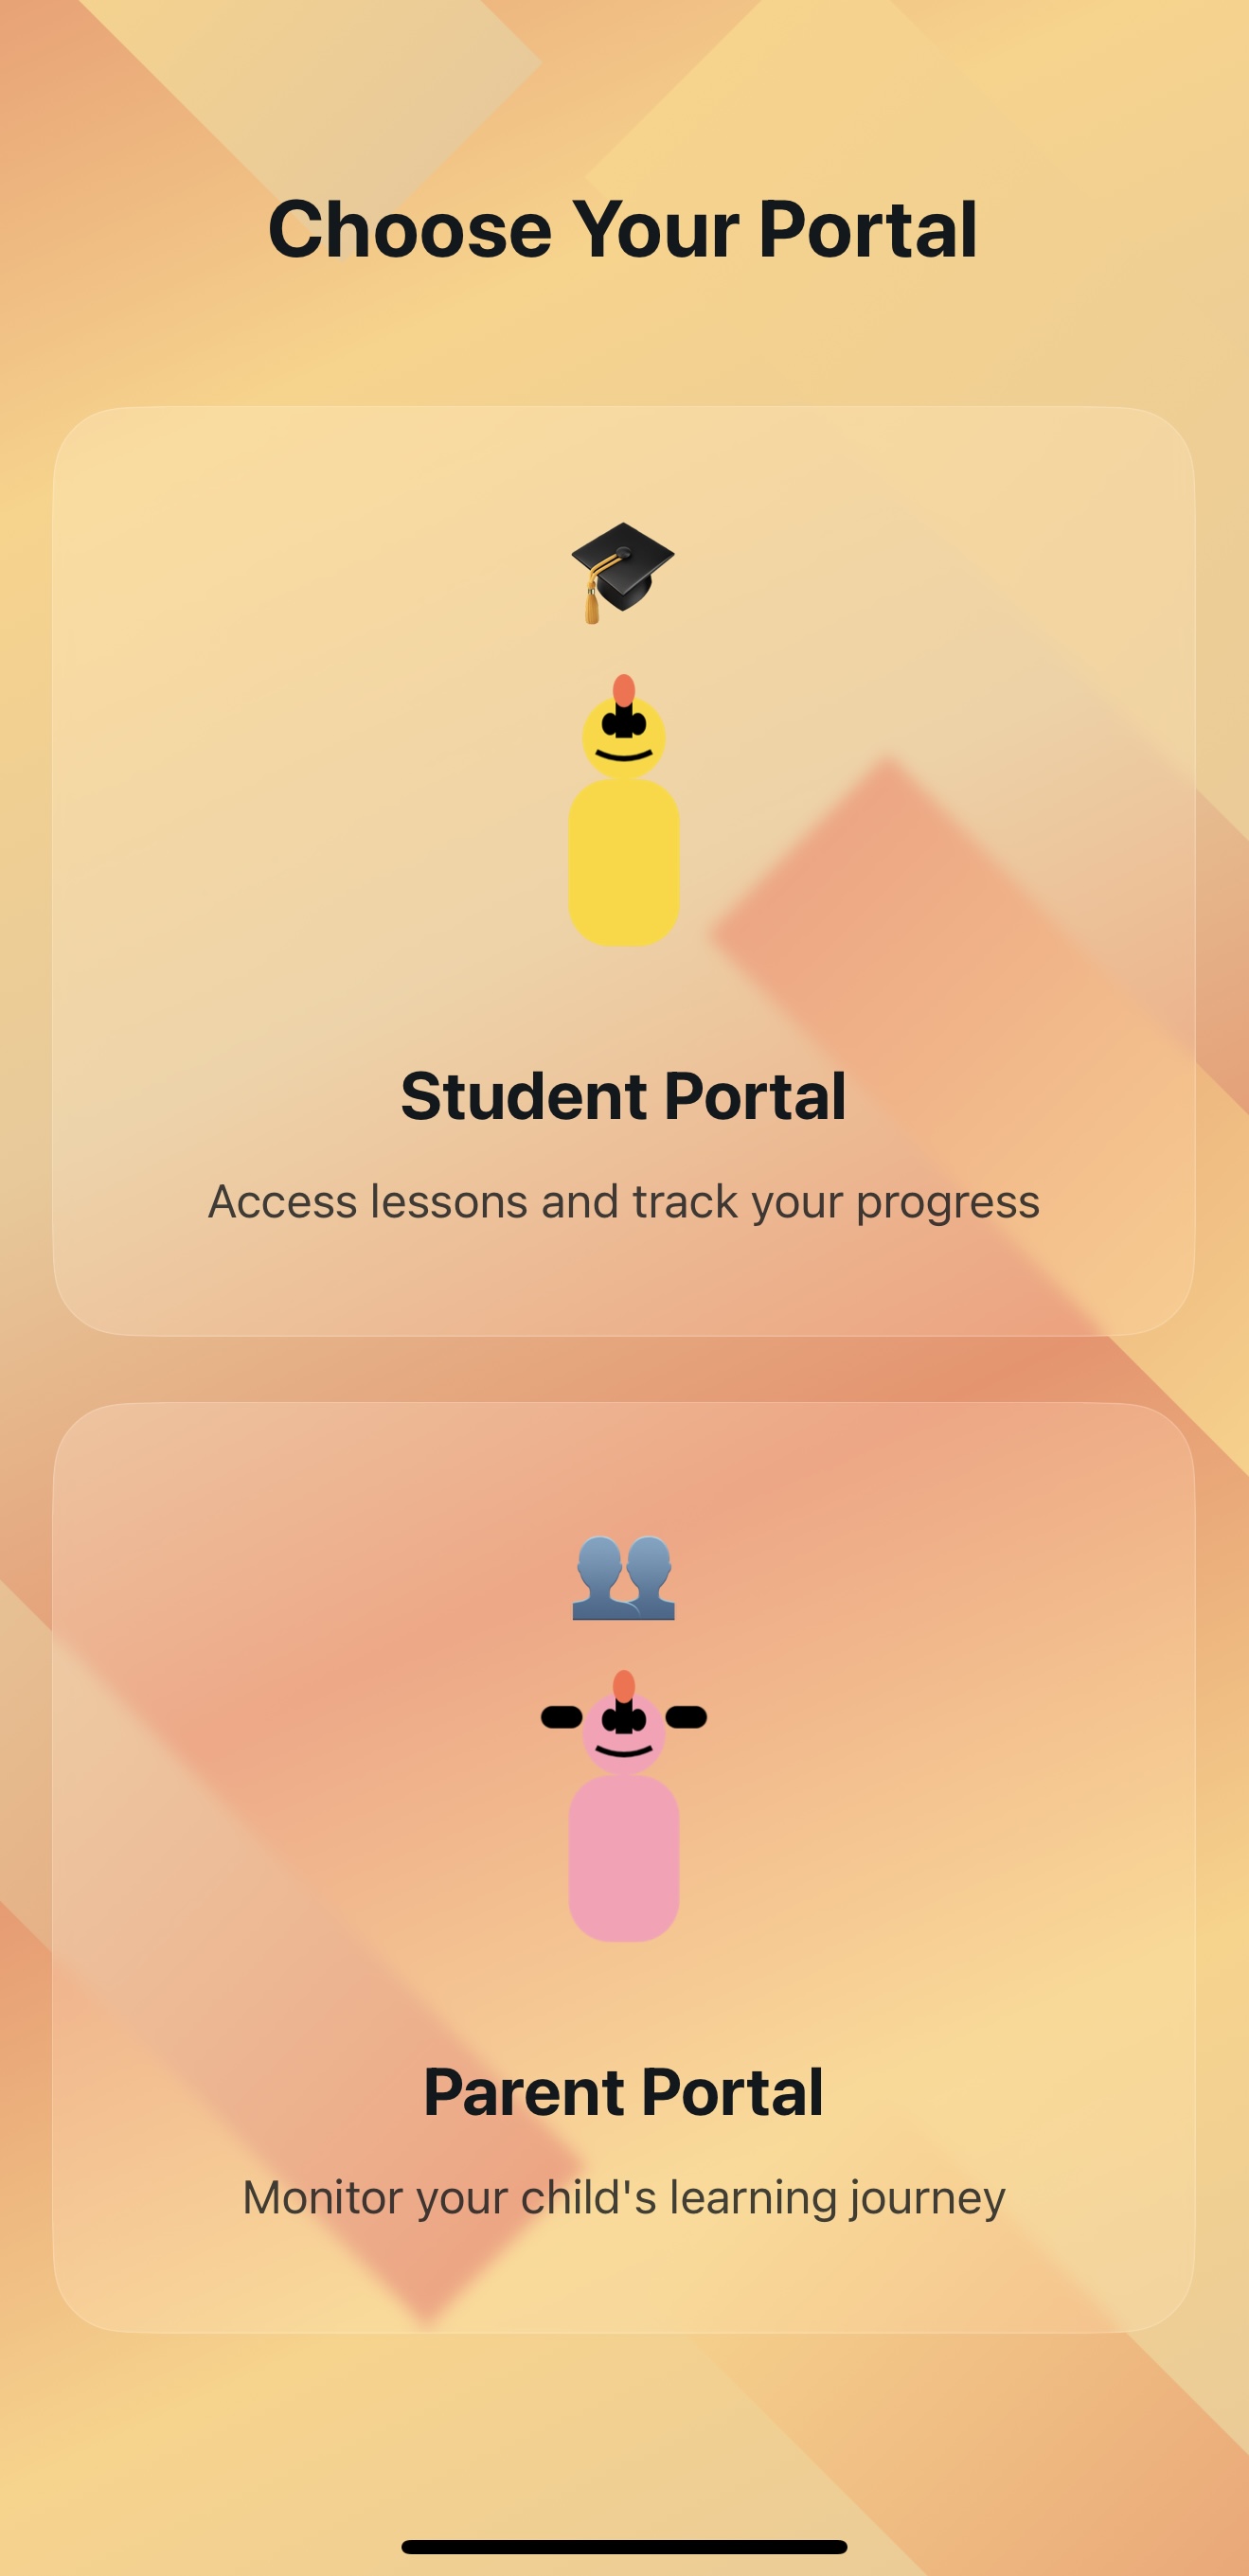 Choose Your Portal
Student Portal
Access lessons and track your progress
Parent Portal
Monitor your child's learning journey